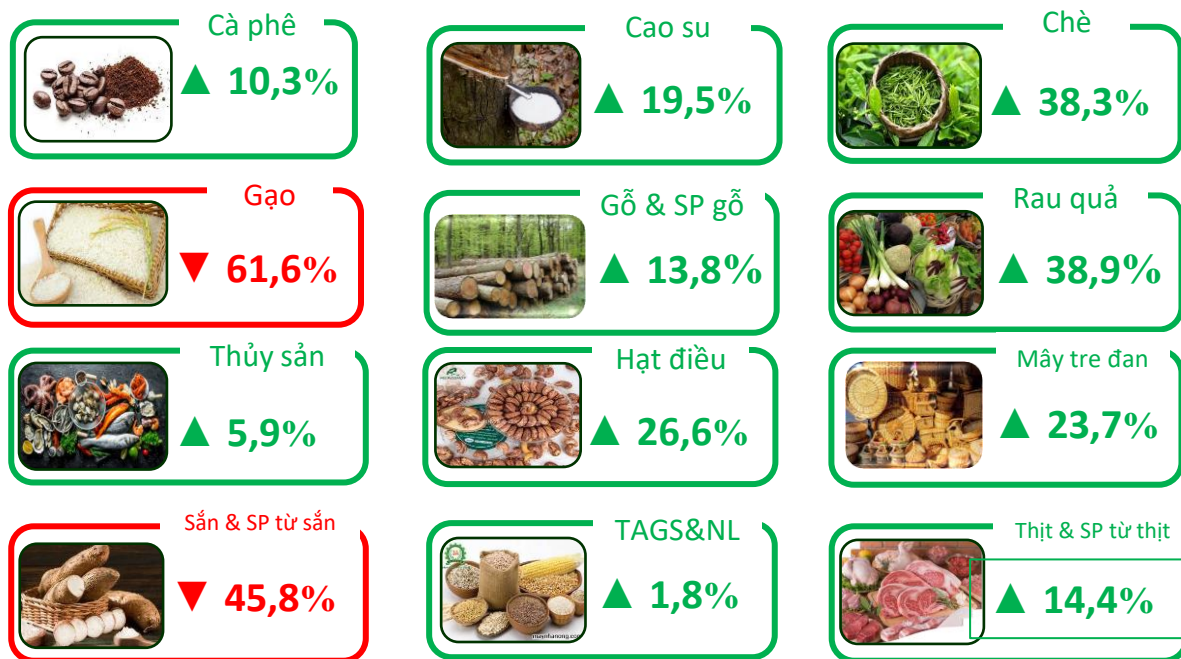 Cà phê
▲ 10,3%
Cao su
▲ 19,5%
Chè
▲ 38,3%
Gạo
▼ 61,6%
Gỗ & SP gỗ
▲ 13,8%
Rau quả
▲ 38,9%
Thủy sản
▲ 5,9%
Hạt điều
▲ 26,6%
Mây tre đan
▲ 23,7%
Sắn & SP từ sắn
▼ 45,8%
TAGS&NL
▲ 1,8%
Thịt & SP từ thịt
▲ 14,4%